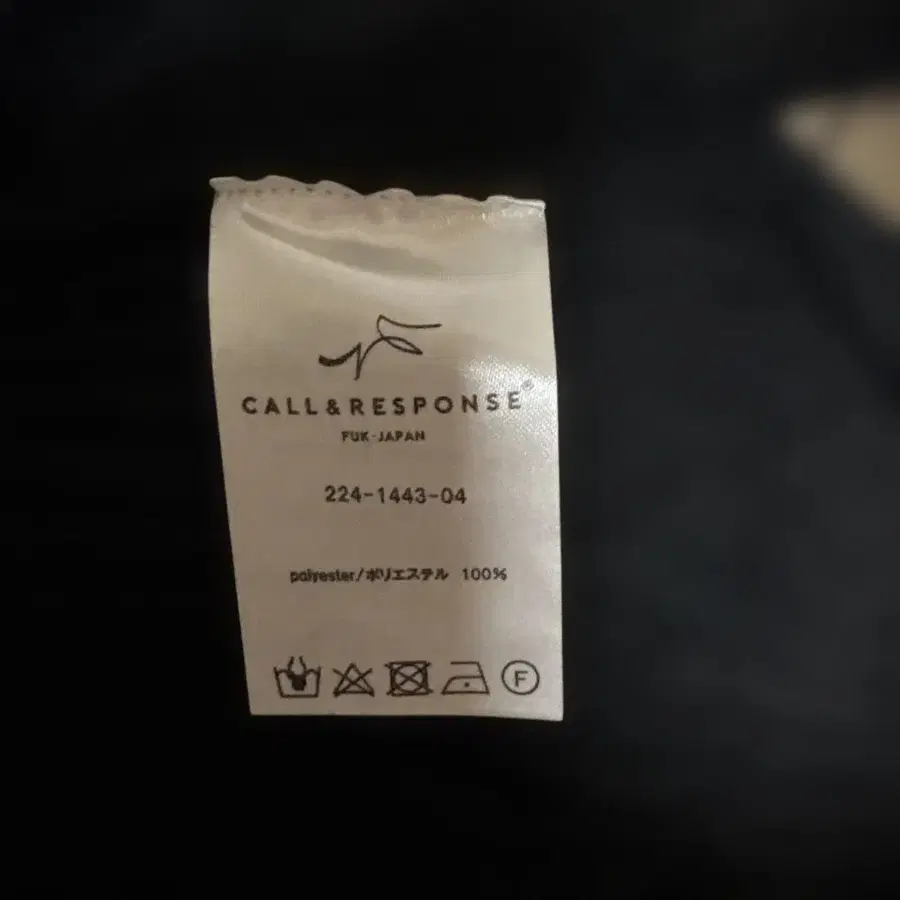 CALL&RESPONSE®
FUK-JAPAN
224-1443-04
polyester/ポリエステル 100%
F